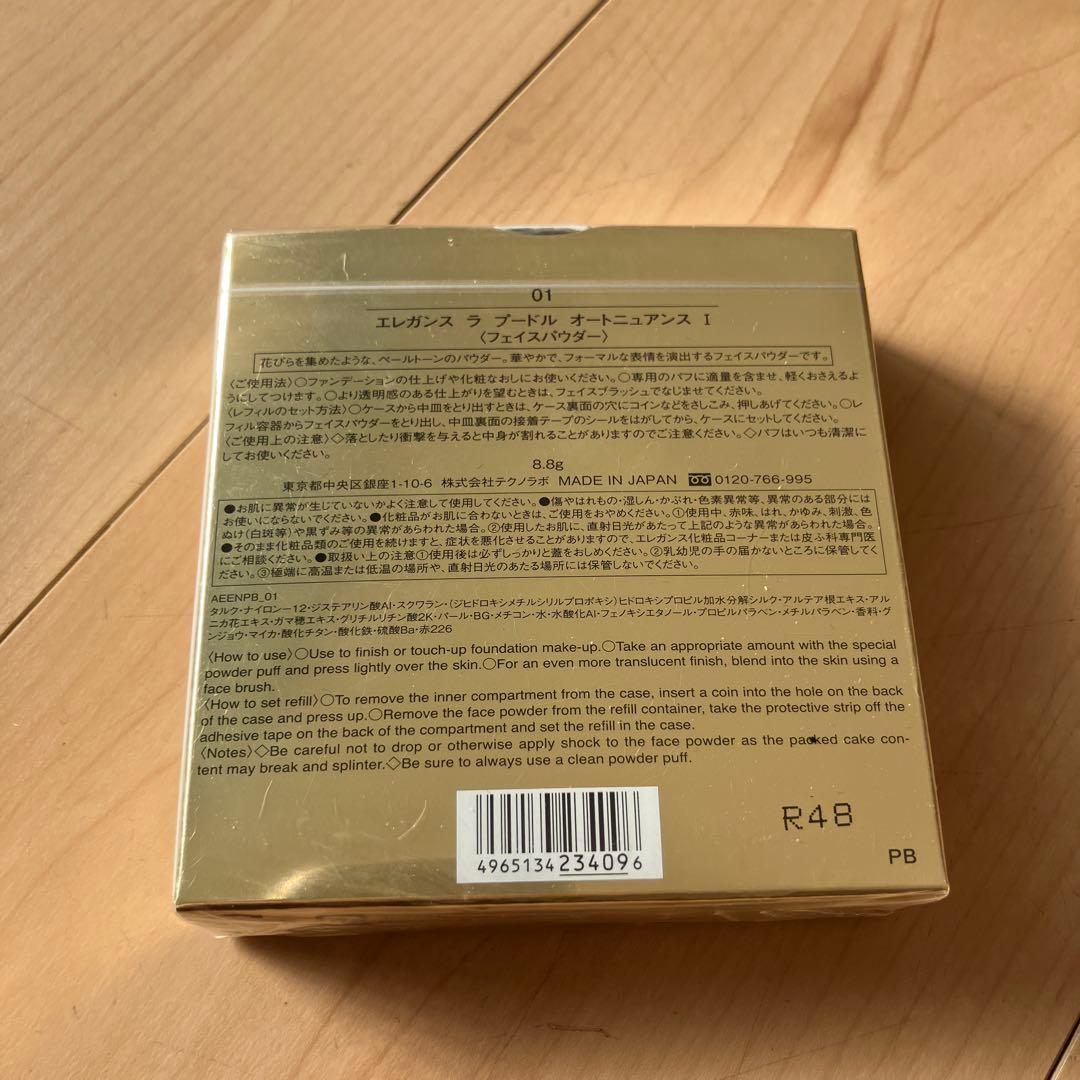 01
エレガンス ラ プードル オートニュアンス I
〈フェイスパウダー〉
花びらを集めたような、ペールトーンのパウダー。華やかで、フォーマルな表情を演出するフェイスパウダーです。
〈ご使用法〉○ファンデーションの仕上げや化粧なおしにお使いください。○専用のパフに適量を含ませ、軽くおさえるよ
うにしてつけます。○より透明感のある仕上がりを望むときは、フェイスブラッシュでなじませてください。
〈レフィルのセット方法〉○ケースから中皿をとり出すときは、ケース裏面の穴にコインなどをさしこみ、押しあげてください。○レ
フィル容器からフェイスパウダーをとり出し、中皿裏面の接着テープのシールをはがしてから、ケースにセットしてください。
〈ご使用上の注意〉◇落としたり衝撃を与えると中身が割れることがありますのでご注意ください。◇パフはいつも清潔に
してお使いください。
8.8g
東京都中央区銀座1-10-6 株式会社テクノラボ MADE IN JAPAN 0120-766-995
●お肌に異常が生じていないかよく注意して使用してください。●傷やはれもの・湿しん・かぶれ・色素異常等、異常のある部分には
お使いにならないでください。●化粧品がお肌に合わないときは、ご使用をおやめください。①使用中、赤味、はれ、かゆみ、刺激、色
ぬけ(白斑等)や黒ずみ等の異常があらわれた場合。②使用したお肌に、直射日光があたって上記のような異常があらわれた場合。
●そのまま化粧品類のご使用を続けますと、症状を悪化させることがありますので、エレガンス化粧品コーナーまたは皮ふ科専門医
にご相談ください。●取扱い上の注意①使用後は必ずしっかりと蓋をおしめください。②乳幼児の手の届かないところに保管してく
ださい。③極端に高温または低温の場所や、直射日光のあたる場所には保管しないでください。
AEENPB_01
タルク・ナイロン−12・ジステアリン酸Al・スクワラン・(ジヒドロキシメチルシリルプロポキシ)ヒドロキシプロピル加水分解シルク・アルテア根エキス・アル
ニカ花エキス・ガマ穂エキス・グリチルリチン酸2K・パール・BG・メチコン・水・水酸化Al・フェノキシエタノール・プロピルパラベン・メチルパラベン・香料・グ
ンジョウ・マイカ・酸化チタン・酸化鉄・硫酸Ba・赤226
〈How to use〉○Use to finish or touch-up foundation make-up.○Take an appropriate amount with the special
powder puff and press lightly over the skin.○For an even more translucent finish, blend into the skin using a
face brush.
〈How to set refill〉○To remove the inner compartment from the case, insert a coin into the hole on the back
of the case and press up.○Remove the face powder from the refill container, take the protective strip off the
adhesive tape on the back of the compartment and set the refill in the case.
〈Notes〉◇Be careful not to drop or otherwise apply shock to the face powder as the packed cake con-
tent may break and splinter.◇Be sure to always use a clean powder puff.
R48
4965134234096
PB